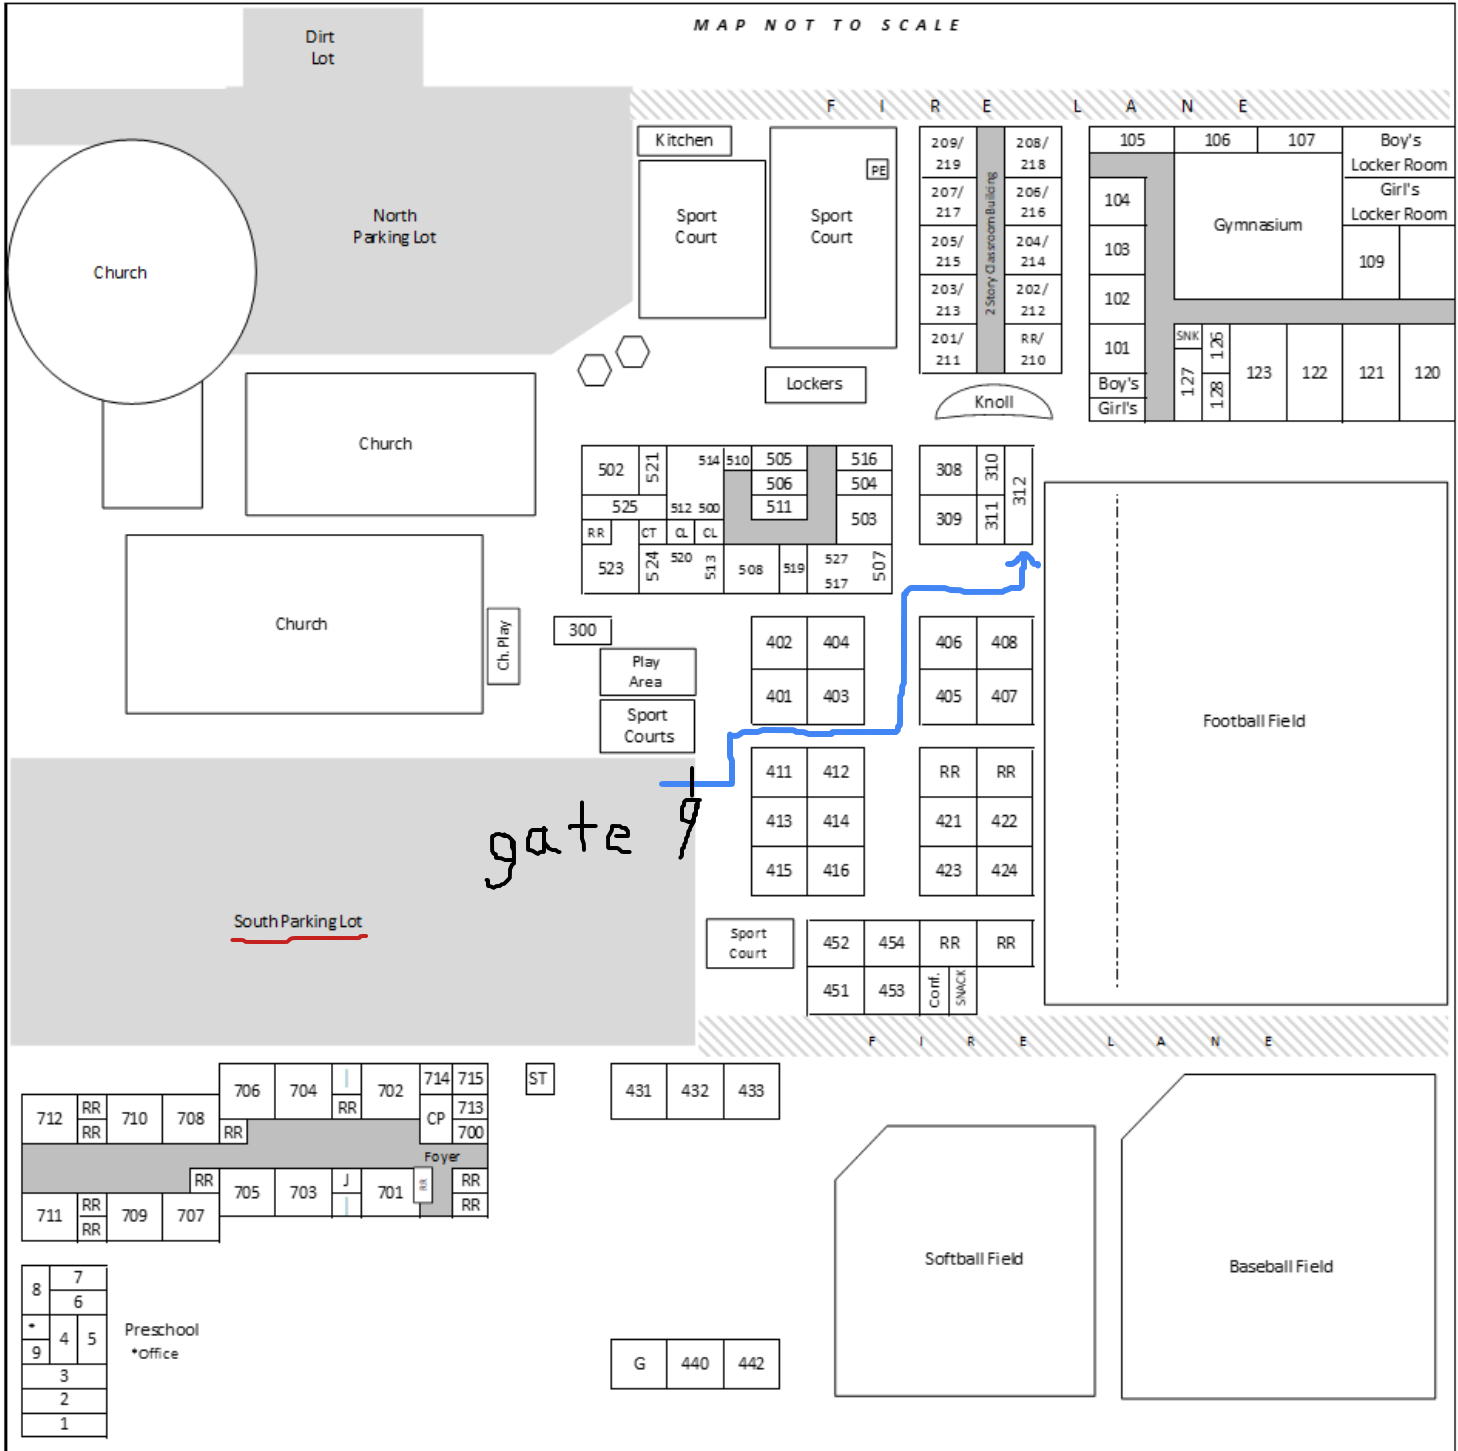 MAP NOT TO SCALE
Dirt
Lot
FIRE LANE
Kitchen
PE
Sport
Court
Sport
Court
North
Parking Lot
Church
209/
219
208/
218
207/
217
206/
216
205/
215
204/
214
203/
213
202/
212
201/
211
RR/
210
2 Story Classroom Building
105
106
107
Boy's
Locker Room
Girl's
Locker Room
104
103
102
101
Boy's
Girl's
Gymnasium
109
SNK
127
126
128
123
122
121
120
Lockers
Knoll
Church
502
521
514
510
505
516
506
504
525
512
500
511
503
RR
CT
CL
CL
523
524
520
513
508
519
527
517
507
308
310
312
309
311
Church
Ch. Play
300
Play
Area
Sport
Courts
402
404
401
403
406
408
405
407
Football Field
411
412
413
414
415
416
RR
RR
421
422
423
424
gate 9
South Parking Lot
Sport
Court
452
454
RR
RR
451
453
Conf.
SNACK
FIRE LANE
706
704
702
714
715
712
RR
RR
710
708
RR
RR
CP
713
700
Foyer
ST
431
432
433
711
RR
RR
709
707
RR
705
703
J
701
RR
RR
RR
Softball Field
Baseball Field
8
7
6
*
9
4
5
3
2
1
Preschool
*Office
G
440
442